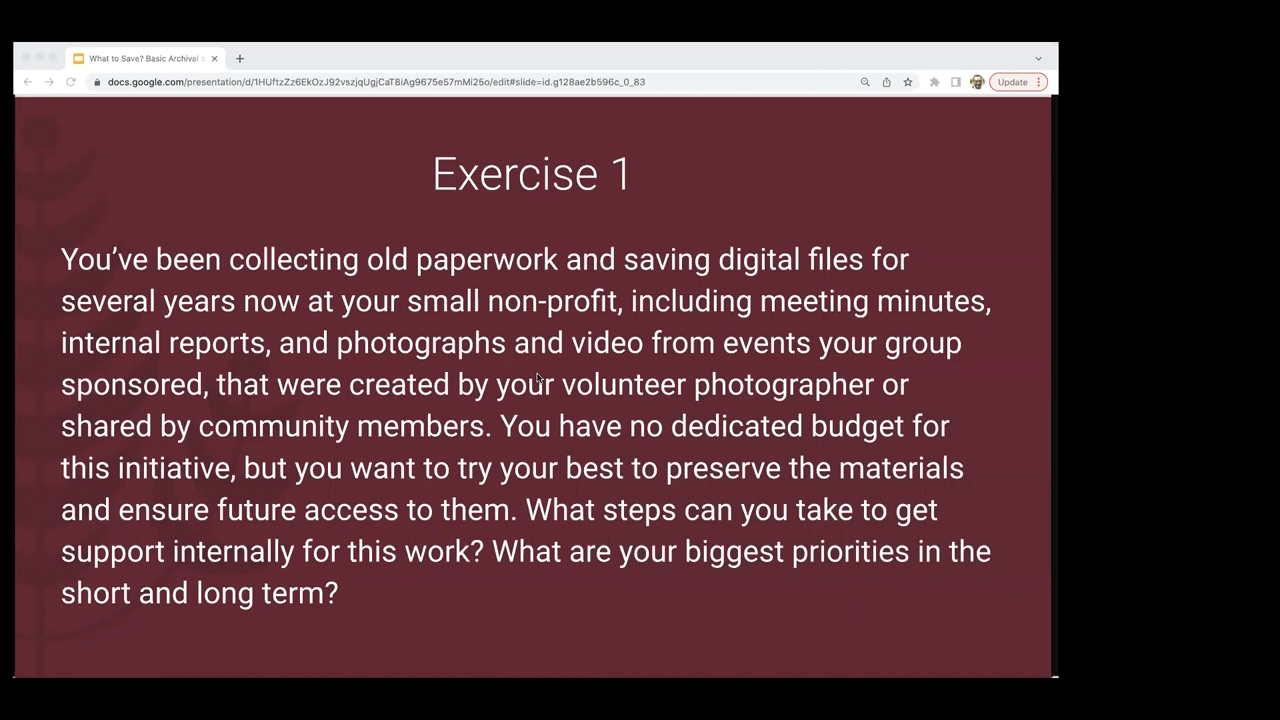 What to Save? Basic Archival
docs.google.com/presentation/d/1HUftzZz6EkOzJ92vszjqUgjCaT8iAg9675e57mMi25o/edit#slide=id.g128ae2b596c_0_83
Update
Exercise 1
You’ve been collecting old paperwork and saving digital files for
several years now at your small non-profit, including meeting minutes,
internal reports, and photographs and video from events your group
sponsored, that were created by your volunteer photographer or
shared by community members. You have no dedicated budget for
this initiative, but you want to try your best to preserve the materials
and ensure future access to them. What steps can you take to get
support internally for this work? What are your biggest priorities in the
short and long term?